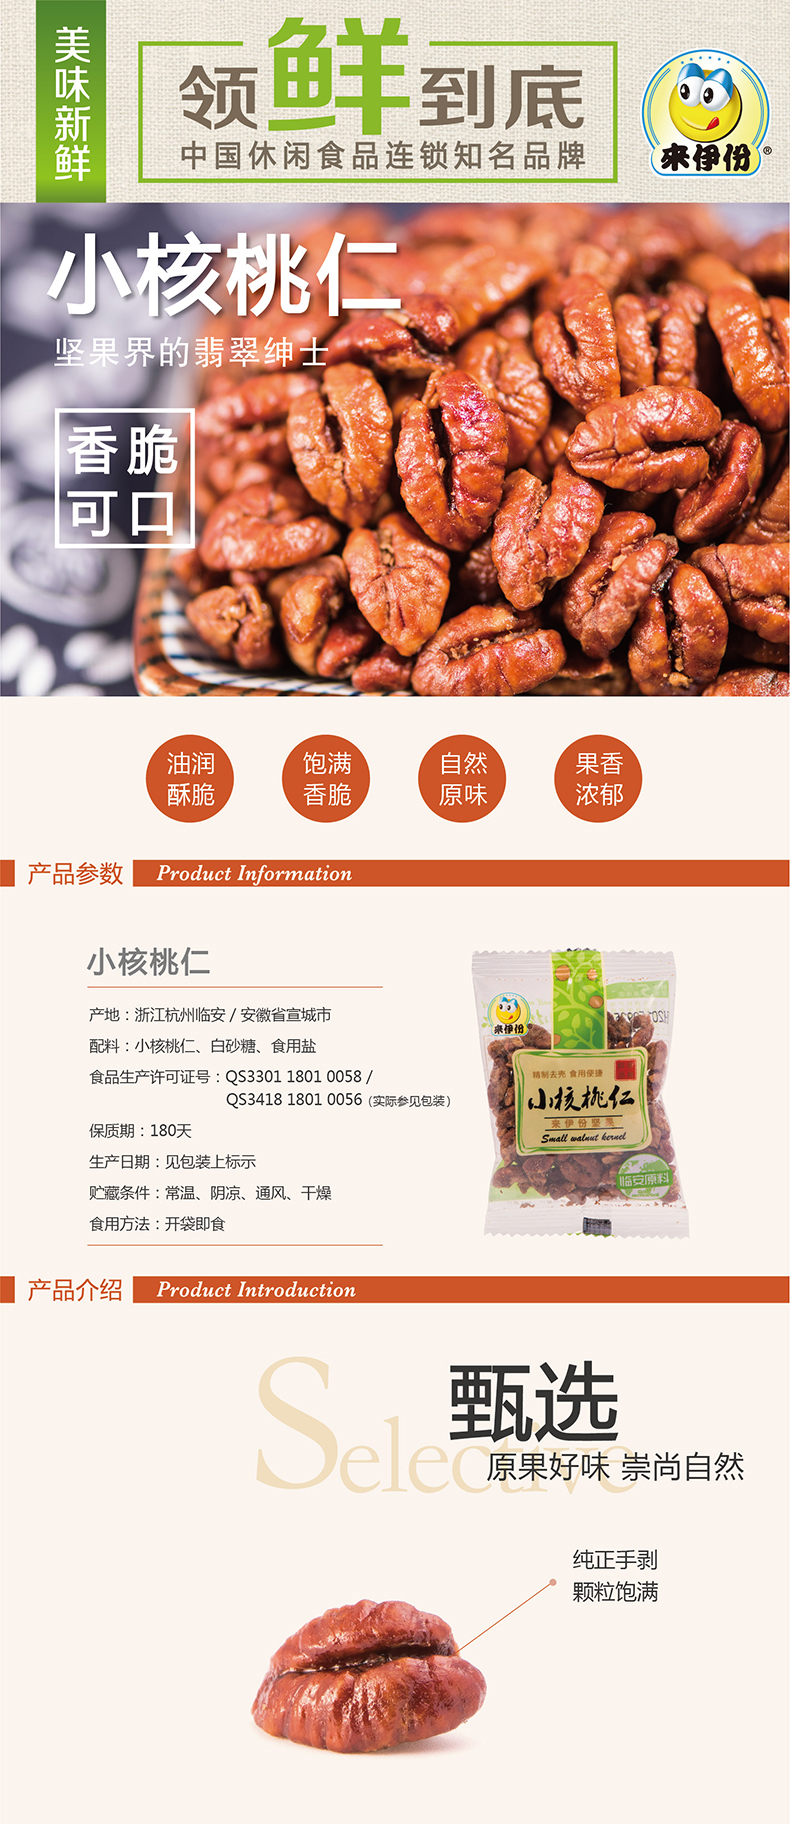 美味新鲜
领鲜到底
中国休闲食品连锁知名品牌
来伊份®
小核桃仁
坚果界的翡翠绅士
香脆
可口
油润
酥脆
饱满
香脆
自然
原味
果香
浓郁
产品参数 Product Information
小核桃仁
产地：浙江杭州临安 / 安徽省宣城市
配料：小核桃仁、白砂糖、食用盐
食品生产许可证号：QS3301 1801 0058 /
QS3418 1801 0056（实际参见包装）
保质期：180天
生产日期：见包装上标示
贮藏条件：常温、阴凉、通风、干燥
食用方法：开袋即食
来伊份
精制去壳 食用便捷
小核桃仁
来伊份坚果
Small walnut kernel
临安原料
产品介绍 Product Introduction
Selective
甄选
原果好味 崇尚自然
纯正手剥
颗粒饱满